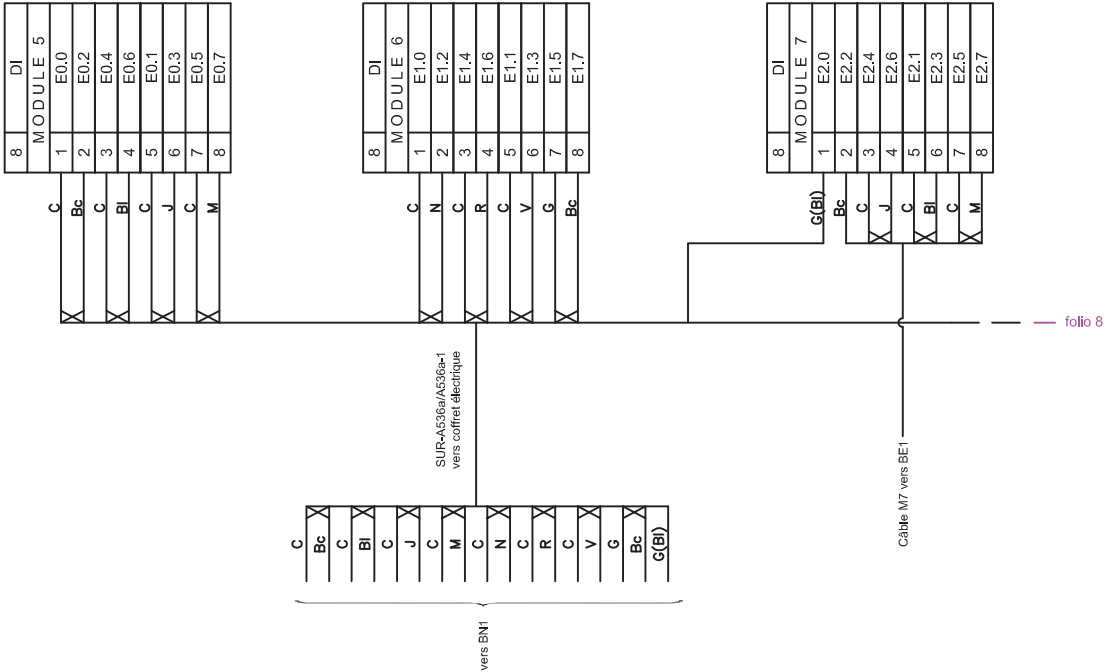 8 DI
MODULE 5
1 E0.0
2 E0.2
3 E0.4
4 E0.6
5 E0.1
6 E0.3
7 E0.5
8 E0.7
C
Bc
C
Bl
C
J
C
M
8 DI
MODULE 6
1 E1.0
2 E1.2
3 E1.4
4 E1.6
5 E1.1
6 E1.3
7 E1.5
8 E1.7
C
N
C
R
C
V
G
Bc
8 DI
MODULE 7
1 E2.0
2 E2.2
3 E2.4
4 E2.6
5 E2.1
6 E2.3
7 E2.5
8 E2.7
G(Bl)
Bc
C
J
C
Bl
C
M
folio 8
SUR-A536a/A536a-1
vers coffret électrique
Câble M7 vers BE1
C
Bc
C
Bl
C
J
C
M
C
N
C
R
C
V
G
Bc
G(Bl)
vers BN1